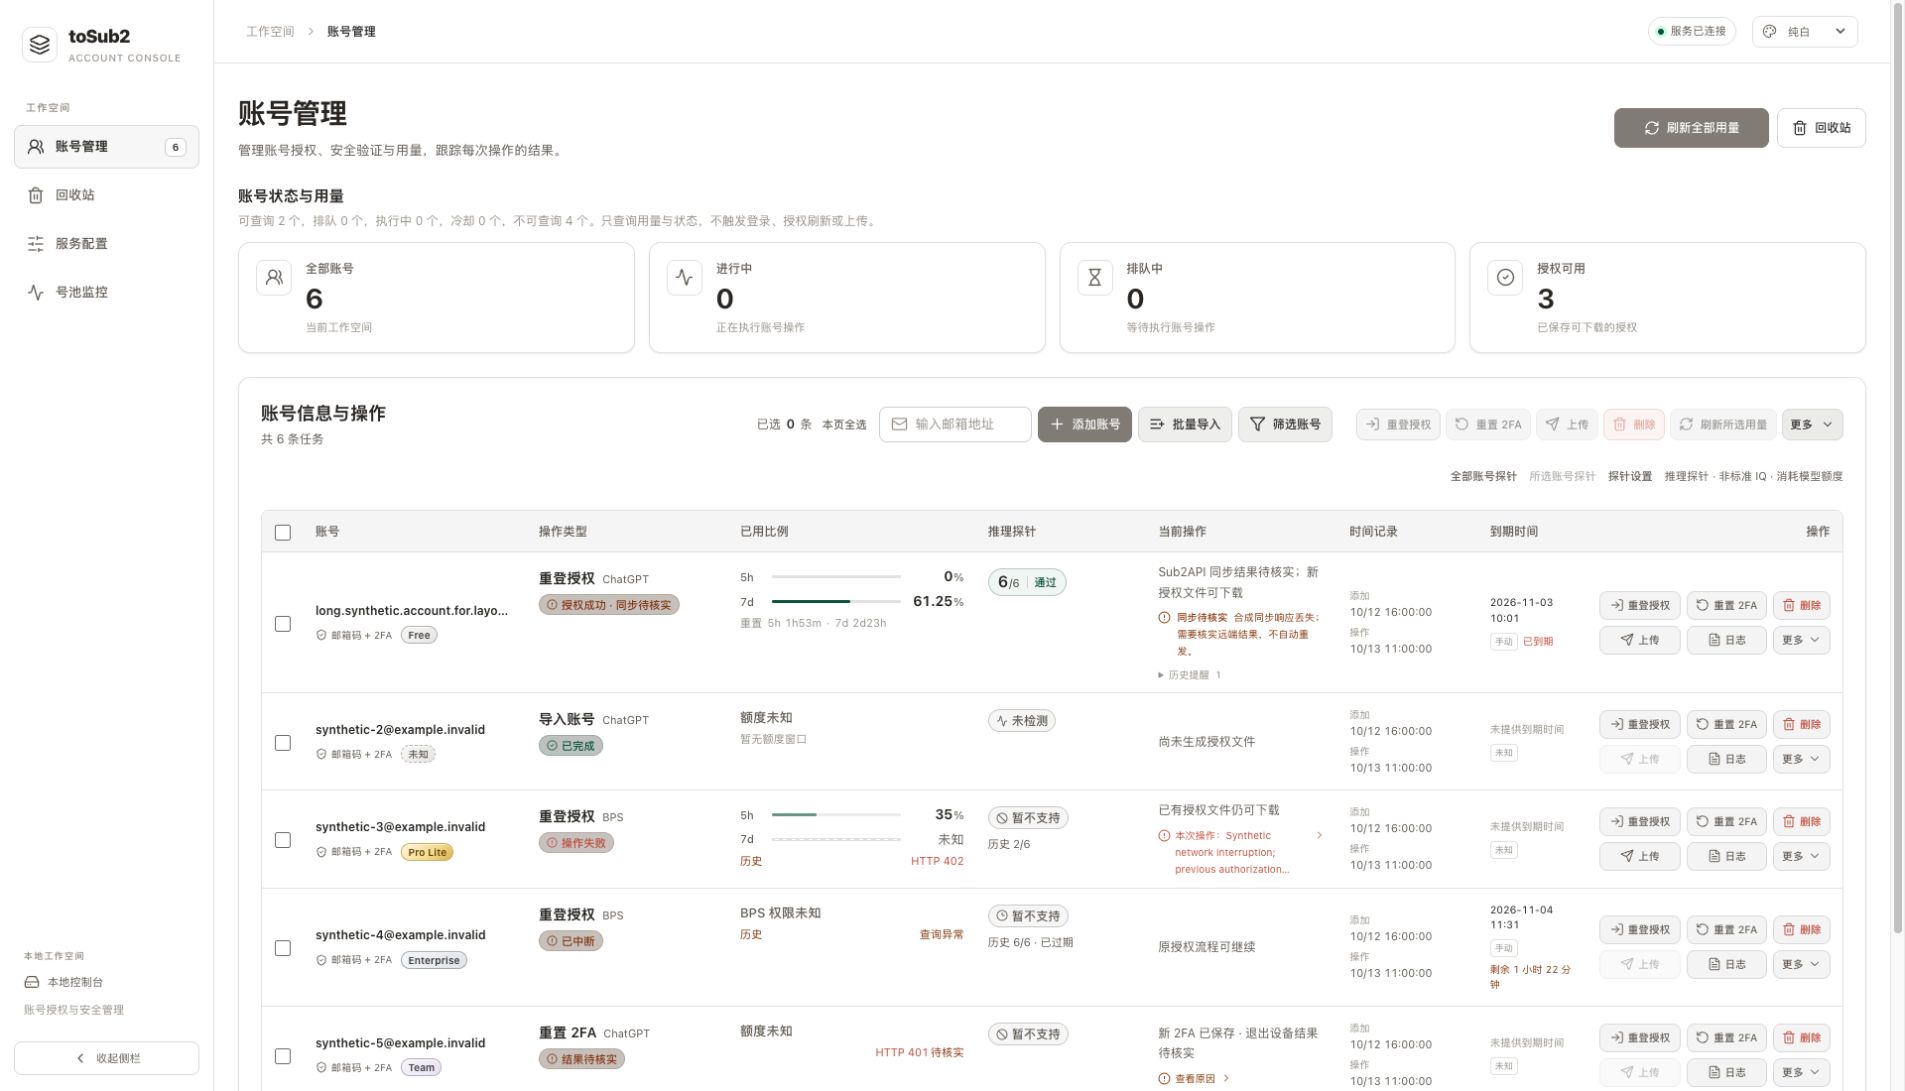 toSub2
ACCOUNT CONSOLE
工作空间
账号管理 6
回收站
服务配置
号池监控
本地工作空间
本地控制台
账号授权与安全管理
收起侧栏
工作空间 > 账号管理
服务已连接
纯白
账号管理
管理账号授权、安全验证与用量，跟踪每次操作的结果。
刷新全部用量
回收站
账号状态与用量
可查询 2 个，排队 0 个，执行中 0 个，冷却 0 个，不可查询 4 个。只查询用量与状态，不触发登录、授权刷新或上传。
全部账号
6
当前工作空间
进行中
0
正在执行账号操作
排队中
0
等待执行账号操作
授权可用
3
已保存可下载的授权
账号信息与操作
共 6 条任务
已选 0 条 本页全选 输入邮箱地址 添加账号 批量导入 筛选账号 重登授权 重置 2FA 上传 删除 刷新所选用量 更多
全部账号探针 所选账号探针 探针设置 推理探针 · 非标准 IQ · 消耗模型额度
账号 操作类型 已用比例 推理探针 当前操作 时间记录 到期时间 操作
long.synthetic.account.for.layo...
邮箱码 + 2FA Free
重登授权 ChatGPT
授权成功 · 同步待核实
5h 0%
7d 61.25%
重置 5h 1h53m · 7d 2d23h
6/6 通过
Sub2API 同步结果待核实；新
授权文件可下载
同步待核实 合成同步响应丢失；
需要核实远端结果，不自动重
发。
历史提醒 1
添加
10/12 16:00:00
操作
10/13 11:00:00
2026-11-03
10:01
手动 已到期
重登授权 重置 2FA 删除
上传 日志 更多
synthetic-2@example.invalid
邮箱码 + 2FA 未知
导入账号 ChatGPT
已完成
额度未知
暂无额度窗口
未检测
尚未生成授权文件
添加
10/12 16:00:00
操作
10/13 11:00:00
未提供到期时间
未知
重登授权 重置 2FA 删除
上传 日志 更多
synthetic-3@example.invalid
邮箱码 + 2FA Pro Lite
重登授权 BPS
操作失败
5h 35%
7d 未知
历史 HTTP 402
暂不支持
历史 2/6
已有授权文件仍可下载
本次操作：Synthetic
network interruption;
previous authorization...
添加
10/12 16:00:00
操作
10/13 11:00:00
未提供到期时间
未知
重登授权 重置 2FA 删除
上传 日志 更多
synthetic-4@example.invalid
邮箱码 + 2FA Enterprise
重登授权 BPS
已中断
BPS 权限未知
历史 查询异常
暂不支持
历史 6/6 · 已过期
原授权流程可继续
添加
10/12 16:00:00
操作
10/13 11:00:00
2026-11-04
11:31
手动
剩余 1 小时 22 分
钟
重登授权 重置 2FA 删除
上传 日志 更多
synthetic-5@example.invalid
邮箱码 + 2FA Team
重置 2FA ChatGPT
结果待核实
额度未知
HTTP 401 待核实
暂不支持
新 2FA 已保存 · 退出设备结果
待核实
查看原因
添加
10/12 16:00:00
操作
10/13 11:00:00
未提供到期时间
未知
重登授权 重置 2FA 删除
上传 日志 更多